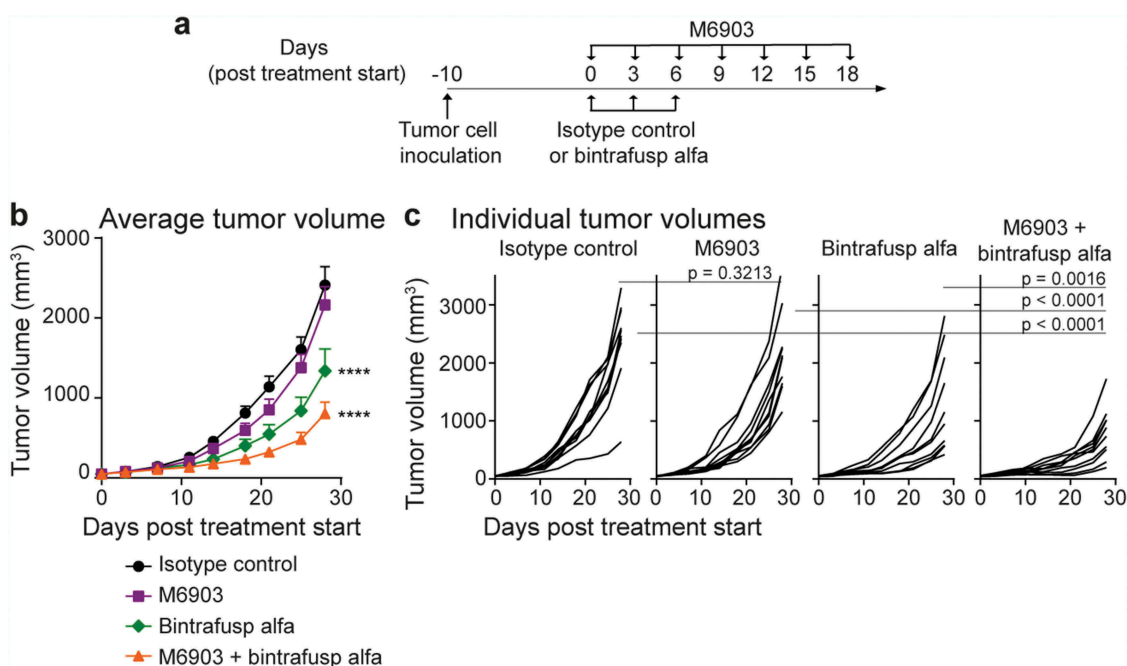 a
M6903
Days
(post treatment start)
-10 0 3 6 9 12 15 18
Tumor cell
inoculation
Isotype control
or bintrafusp alfa
b Average tumor volume
Tumor volume (mm³)
3000
2000
1000
0
0 10 20 30
Days post treatment start
****
****
Isotype control
M6903
Bintrafusp alfa
M6903 + bintrafusp alfa
c Individual tumor volumes
Isotype control
M6903
Bintrafusp alfa
M6903 +
bintrafusp alfa
p = 0.3213
p = 0.0016
p < 0.0001
p < 0.0001
Tumor volume (mm³)
3000
2000
1000
0
0 10 20 30 0 10 20 30 0 10 20 30 0 10 20 30
Days post treatment start